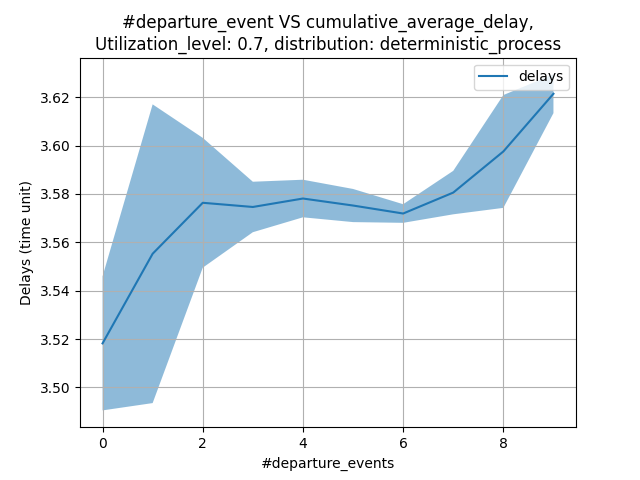 #departure_event VS cumulative_average_delay,
Utilization_level: 0.7, distribution: deterministic_process
delays
3.62
3.60
3.58
3.56
3.54
3.52
3.50
Delays (time unit)
0 2 4 6 8
#departure_events